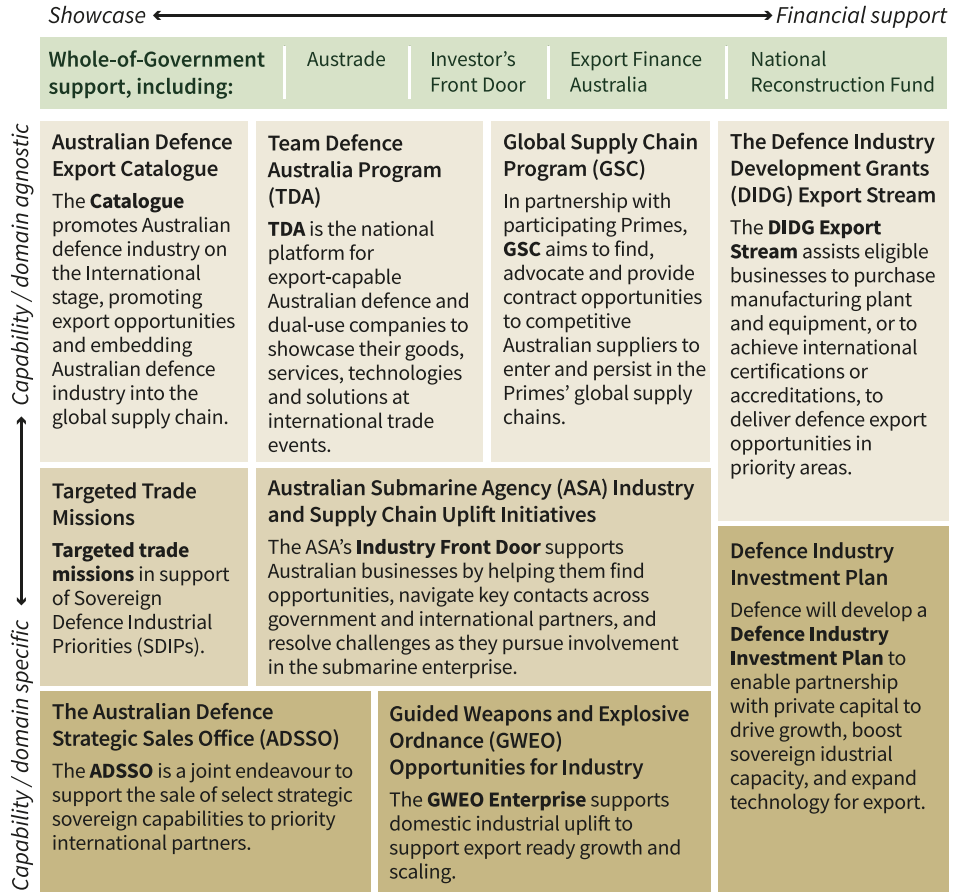 Showcase
Financial support
Whole-of-Government
support, including:
Austrade
Investor's
Front Door
Export Finance
Australia
National
Reconstruction Fund
Capability / domain agnostic
Capability / domain specific
Australian Defence
Export Catalogue
The Catalogue
promotes Australian
defence industry on
the International
stage, promoting
export opportunities
and embedding
Australian defence
industry into the
global supply chain.
Team Defence
Australia Program
(TDA)
TDA is the national
platform for
export-capable
Australian defence and
dual-use companies to
showcase their goods,
services, technologies
and solutions at
international trade
events.
Global Supply Chain
Program (GSC)
In partnership with
participating Primes,
GSC aims to find,
advocate and provide
contract opportunities
to competitive
Australian suppliers to
enter and persist in the
Primes' global supply
chains.
The Defence Industry
Development Grants
(DIDG) Export Stream
The DIDG Export
Stream assists eligible
businesses to purchase
manufacturing plant
and equipment, or to
achieve international
certifications or
accreditations, to
deliver defence export
opportunities in
priority areas.
Targeted Trade
Missions
Targeted trade
missions in support
of Sovereign
Defence Industrial
Priorities (SDIPs).
Australian Submarine Agency (ASA) Industry
and Supply Chain Uplift Initiatives
The ASA's Industry Front Door supports
Australian businesses by helping them find
opportunities, navigate key contacts across
government and international partners, and
resolve challenges as they pursue involvement
in the submarine enterprise.
Defence Industry
Investment Plan
Defence will develop a
Defence Industry
Investment Plan to
enable partnership
with private capital to
drive growth, boost
sovereign idustrial
capacity, and expand
technology for export.
The Australian Defence
Strategic Sales Office (ADSSO)
The ADSSO is a joint endeavour to
support the sale of select strategic
sovereign capabilities to priority
international partners.
Guided Weapons and Explosive
Ordnance (GWEO)
Opportunities for Industry
The GWEO Enterprise supports
domestic industrial uplift to
support export ready growth and
scaling.